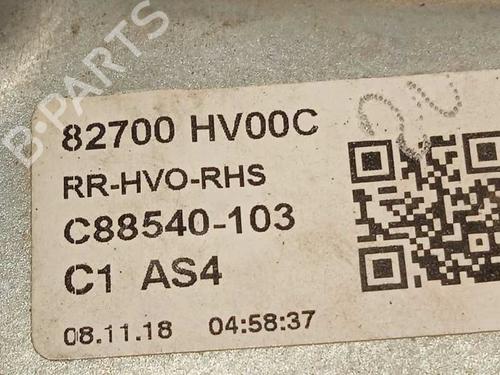 B-PARTS
82700 HV00C
RR-HVO-RHS
C88540-103
C1 AS4
08.11.18 04:58:37